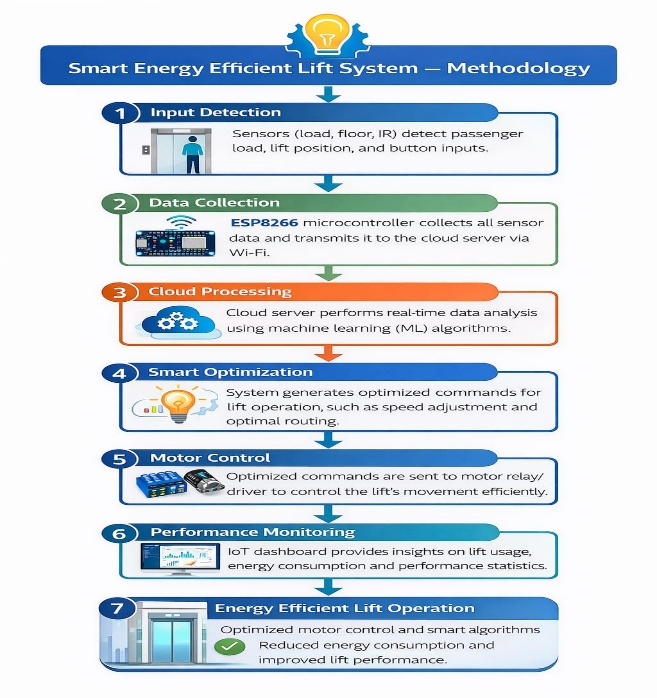 Smart Energy Efficient Lift System — Methodology
1 Input Detection
Sensors (load, floor, IR) detect passenger
load, lift position, and button inputs.
2 Data Collection
ESP8266 microcontroller collects all sensor
data and transmits it to the cloud server via
Wi-Fi.
3 Cloud Processing
Cloud server performs real-time data analysis
using machine learning (ML) algorithms.
4 Smart Optimization
System generates optimized commands for
lift operation, such as speed adjustment and
optimal routing.
5 Motor Control
Optimized commands are sent to motor relay/
driver to control the lift's movement efficiently.
6 Performance Monitoring
IoT dashboard provides insights on lift usage,
energy consumption and performance statistics.
7 Energy Efficient Lift Operation
Optimized motor control and smart algorithms
Reduced energy consumption and
improved lift performance.